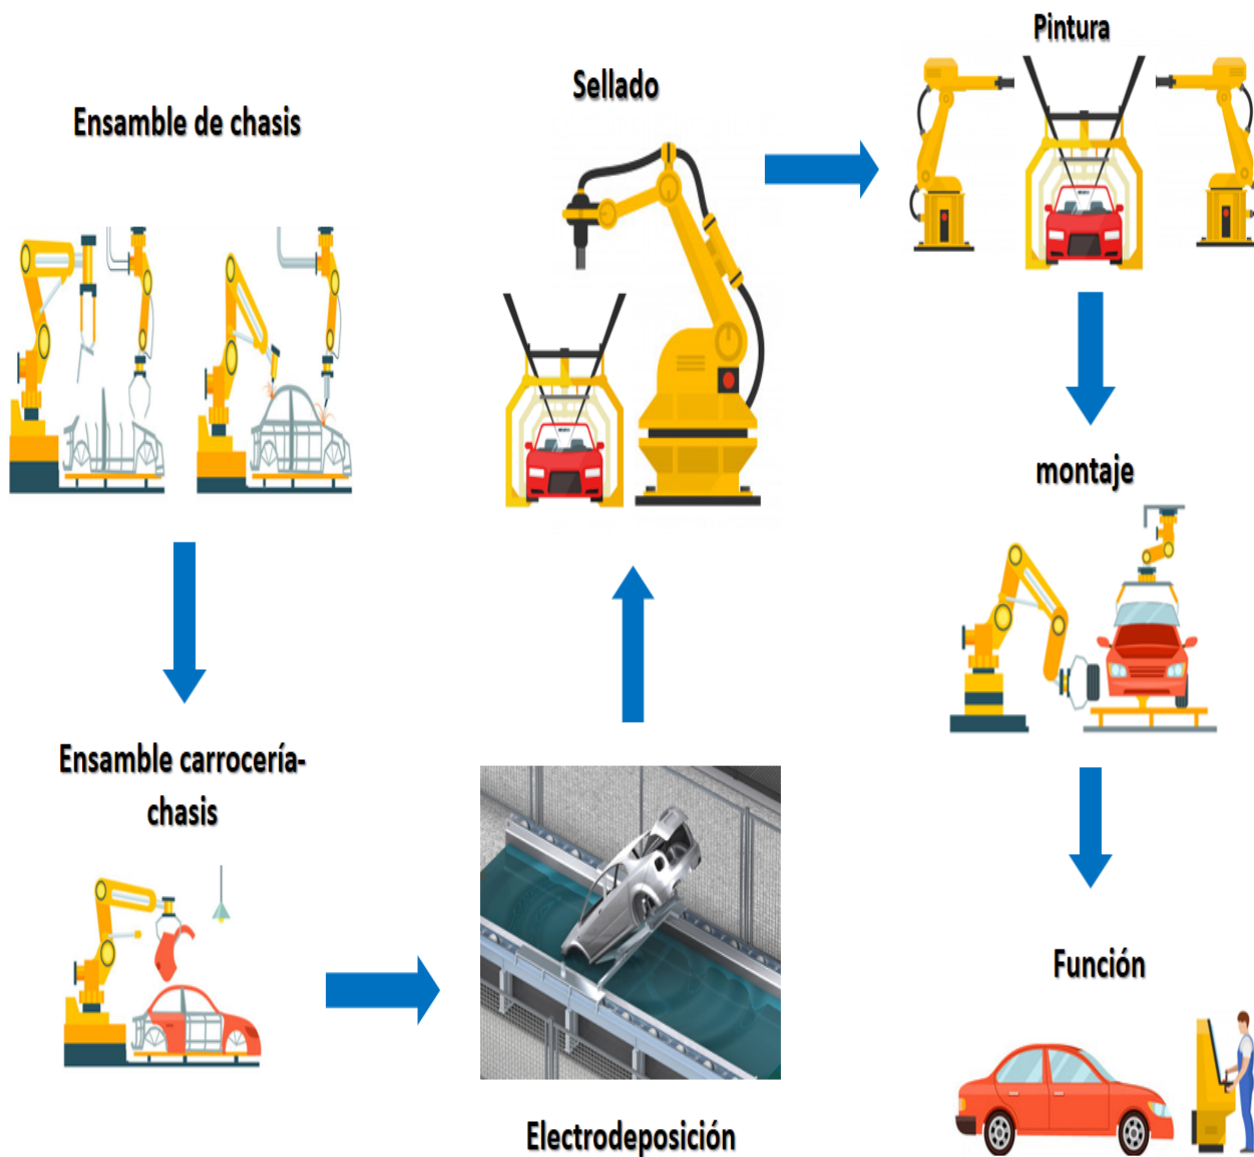 Ensamble de chasis
Ensamble carrocería-
chasis
Electrodeposición
Sellado
Pintura
montaje
Función